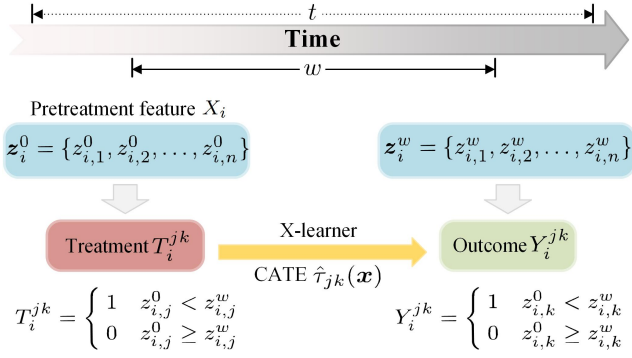 t
Time
w
Pretreatment feature X_i
z_i^0 = {z_{i,1}^0, z_{i,2}^0, . . . , z_{i,n}^0}
z_i^w = {z_{i,1}^w, z_{i,2}^w, . . . , z_{i,n}^w}
Treatment T_i^{jk}
X-learner
Outcome Y_i^{jk}
CATE τ̂_{jk}(x)
T_i^{jk} = { 1 z_{i,j}^0 < z_{i,j}^w
0 z_{i,j}^0 ≥ z_{i,j}^w
Y_i^{jk} = { 1 z_{i,k}^0 < z_{i,k}^w
0 z_{i,k}^0 ≥ z_{i,k}^w